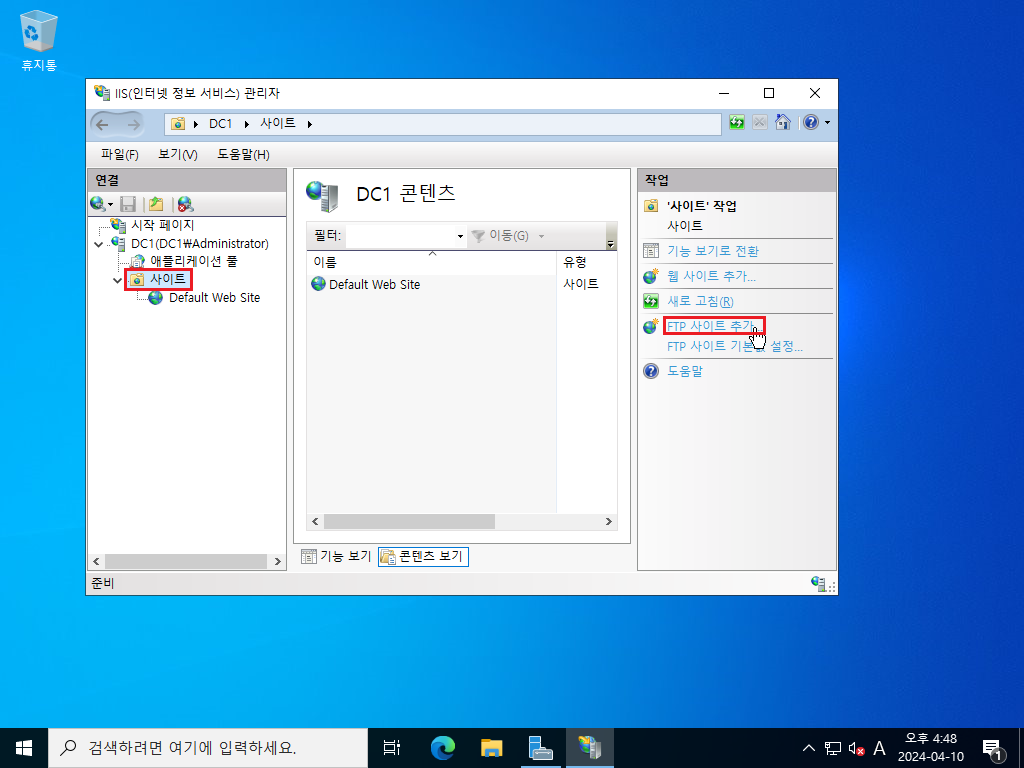 휴지통
IIS(인터넷 정보 서비스) 관리자
DC1
사이트
파일(F)
보기(V)
도움말(H)
연결
시작 페이지
DC1(DC1₩Administrator)
애플리케이션 풀
사이트
Default Web Site
DC1 콘텐츠
필터:
이동(G)
이름
유형
Default Web Site
사이트
기능 보기
콘텐츠 보기
작업
'사이트' 작업
사이트
기능 보기로 전환
웹 사이트 추가...
새로 고침(R)
FTP 사이트 추가...
FTP 사이트 기본값 설정...
도움말
준비
검색하려면 여기에 입력하세요.
A
오후 4:48
2024-04-10
1